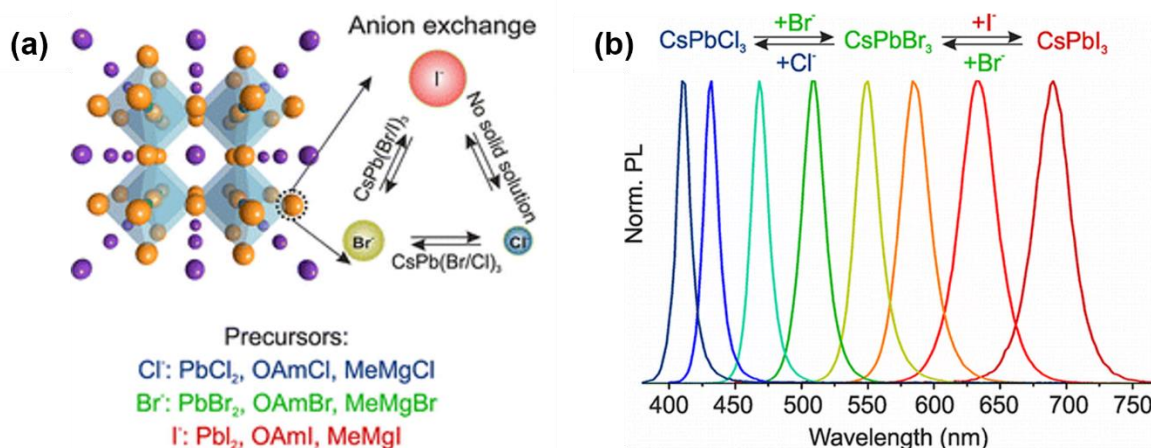 (a)
Anion exchange
I⁻
CsPb(Br/I)₃
No solid solution
Br⁻
Cl⁻
CsPb(Br/Cl)₃
Precursors:
Cl⁻: PbCl₂, OAmCl, MeMgCl
Br⁻: PbBr₂, OAmBr, MeMgBr
I⁻: PbI₂, OAmI, MeMgI
(b)
CsPbCl₃ +Br⁻ CsPbBr₃ +I⁻ CsPbI₃
+Cl⁻ +Br⁻
Norm. PL
400 450 500 550 600 650 700 750
Wavelength (nm)